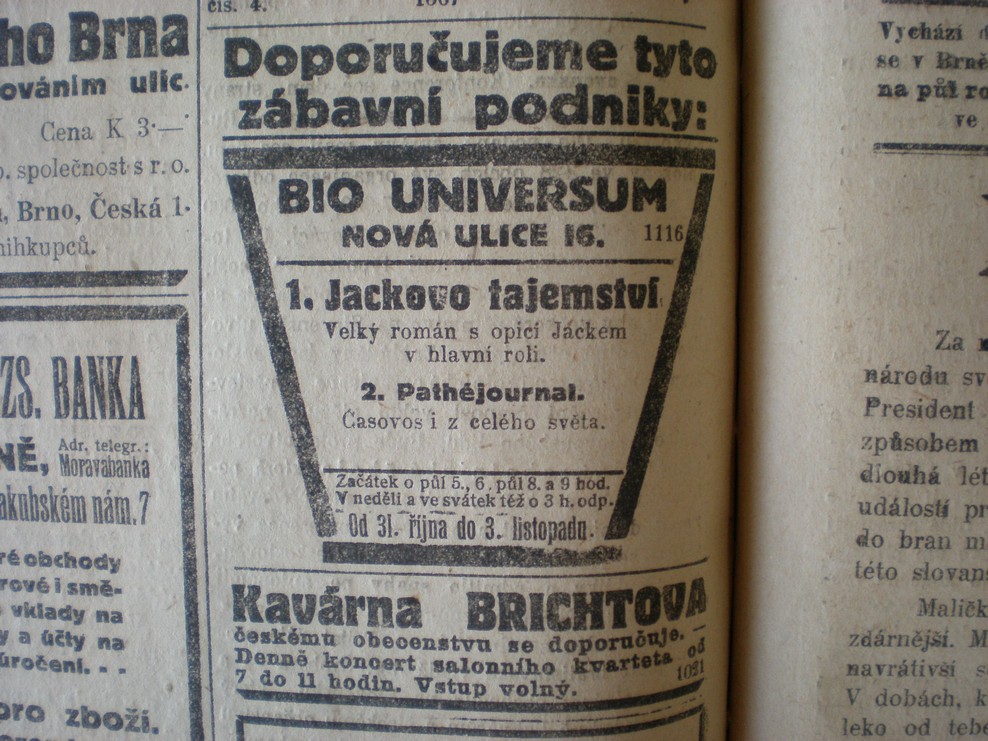 ho Brna
ováním ulic.
Cena K 3·—
společnost s r. o.
Brno, Česká 1·
nihkupců.
ZS. BANKA
NĚ, Adr. telegr.:
Moravabanka
akubském nám. 7
ré obchody
rové i smě-
vklady na
y a účty na
úročení. - -
pro zboží.
čís. 4.
Doporučujeme tyto
zábavní podniky:
BIO UNIVERSUM
NOVÁ ULICE 16. 1116
1. Jackovo tajemství
Velký román s opicí Jackem
v hlavní roli.
2. Pathéjournal.
Časovos i z celého světa.
Začátek o půl 5., 6, půl 8. a 9 hod.
V neděli a ve svátek též o 3 h. odp.
Od 31. října do 3. listopadu.
Kavárna BRICHTOVA
českému obecenstvu se doporučuje. –
Denně koncert salonního kvarteta od
7 do 11 hodin. Vstup volný. 1021
Vychází
se v Brně
na půl ro
ve
Za
národu sv
President
způsobem
dlouhá lét
událostí pr
do bran m
této slovans
Maličk
zdárnější. M
navrátivší s
V dobách, k
leko od tebe